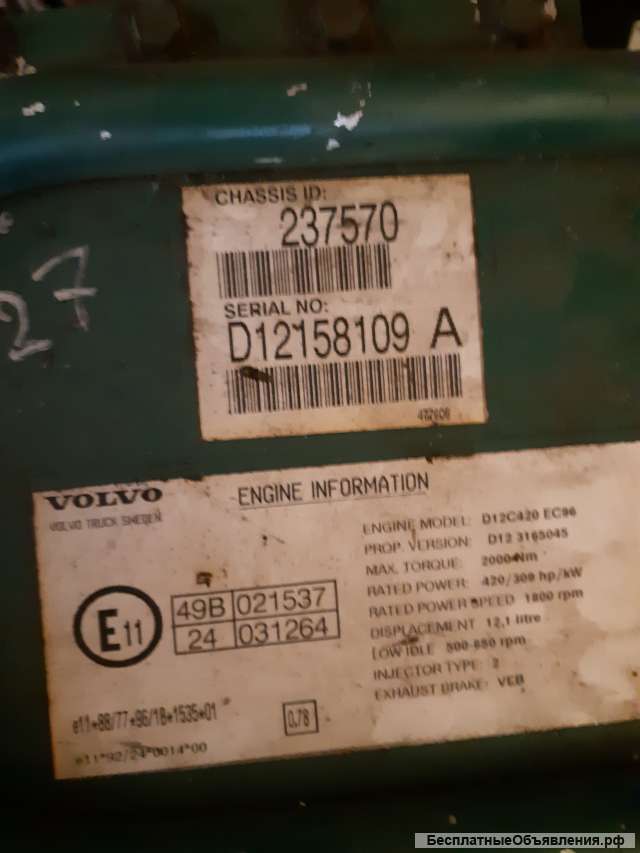 27
CHASSIS ID:
237570
SERIAL NO:
D12158109 A
VOLVO
VOLVO TRUCK SWEDEN
ENGINE INFORMATION
E11
49B 021537
24 031264
e11*88/77*96/1B*1535*01
0,78
e11*92/24*0014*00
ENGINE MODEL: D12C420 EC96
PROP. VERSION: D12 3165045
MAX. TORQUE: 2000Nm
RATED POWER: 420/309 hp/kW
RATED POWER SPEED 1800 rpm
DISPLACEMENT 12,1 litre
LOW IDLE 500-650 rpm
INJECTOR TYPE: 2
EXHAUST BRAKE: VEB
БесплатныеОбъявления.рф